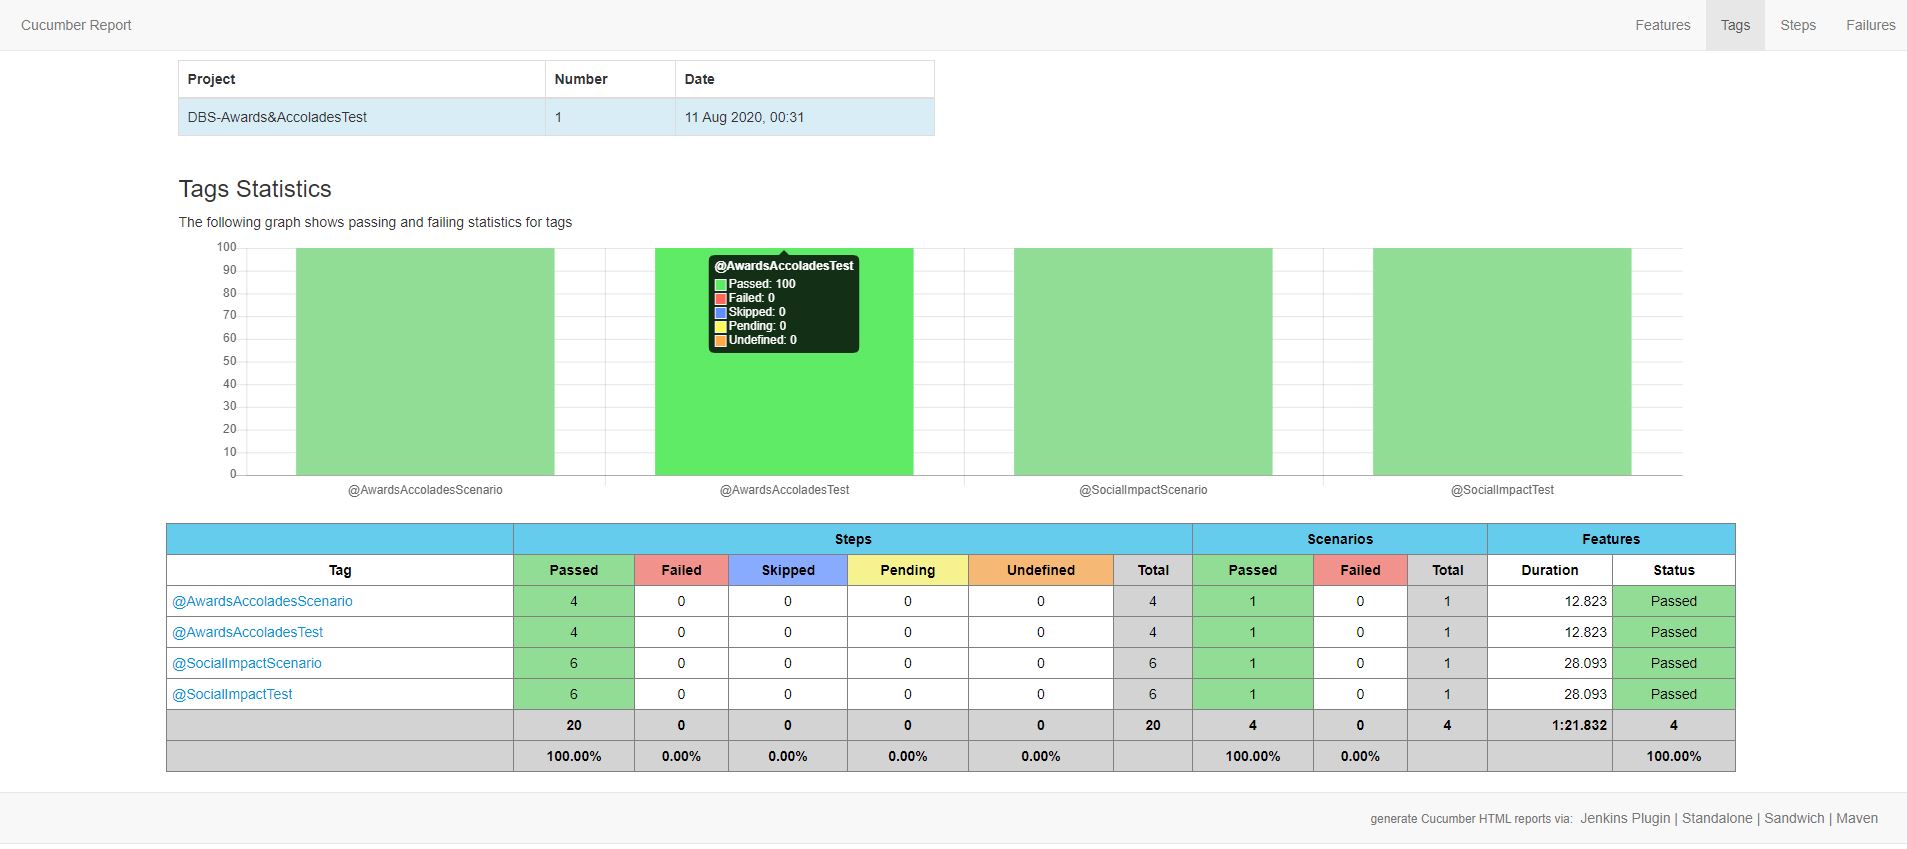 Cucumber Report Features Tags Steps Failures
Project Number Date
DBS-Awards&AccoladesTest 1 11 Aug 2020, 00:31
Tags Statistics
The following graph shows passing and failing statistics for tags
100
90
80
70
60
50
40
30
20
10
0
@AwardsAccoladesTest
Passed: 100
Failed: 0
Skipped: 0
Pending: 0
Undefined: 0
@AwardsAccoladesScenario @AwardsAccoladesTest @SocialImpactScenario @SocialImpactTest
Steps Scenarios Features
Tag Passed Failed Skipped Pending Undefined Total Passed Failed Total Duration Status
@AwardsAccoladesScenario 4 0 0 0 0 4 1 0 1 12.823 Passed
@AwardsAccoladesTest 4 0 0 0 0 4 1 0 1 12.823 Passed
@SocialImpactScenario 6 0 0 0 0 6 1 0 1 28.093 Passed
@SocialImpactTest 6 0 0 0 0 6 1 0 1 28.093 Passed
20 0 0 0 0 20 4 0 4 1:21.832 4
100.00% 0.00% 0.00% 0.00% 0.00% 100.00% 0.00% 100.00%
generate Cucumber HTML reports via: Jenkins Plugin | Standalone | Sandwich | Maven